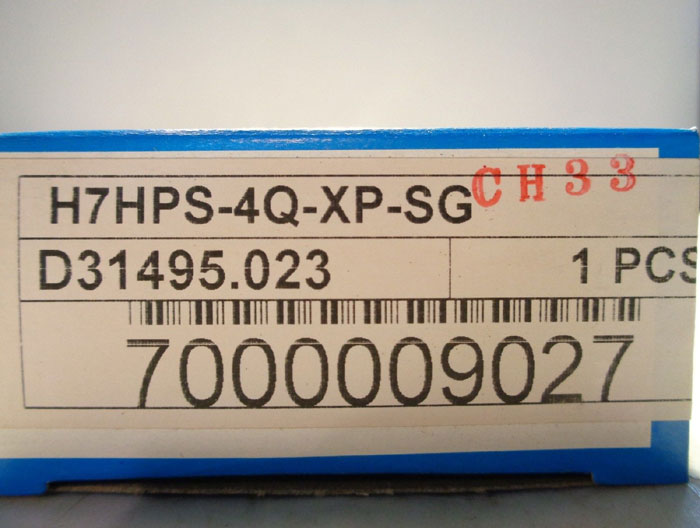 H7HPS-4Q-XP-SG CH33
D31495.023 1 PCS
7000009027